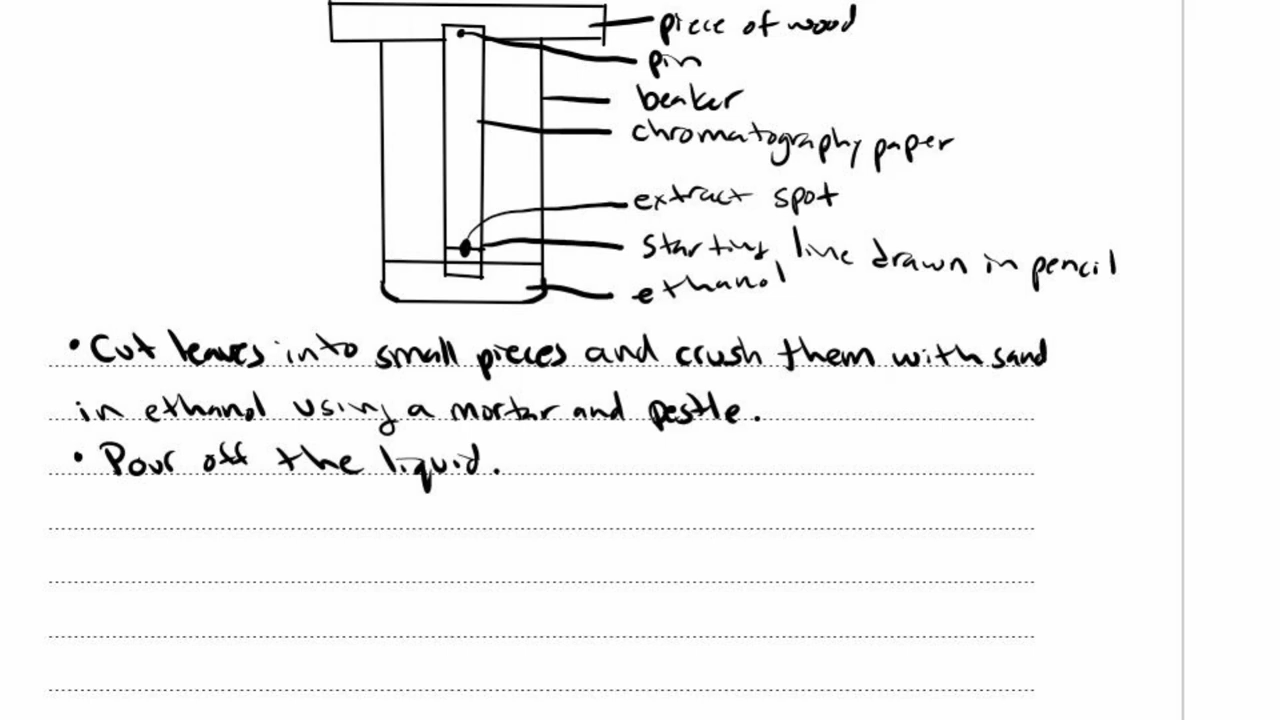 piece of wood
pin
beaker
chromatography paper
extract spot
starting line drawn in pencil
ethanol
• Cut leaves into small pieces and crush them with sand
in ethanol using a mortar and pestle.
• Pour off the liquid.